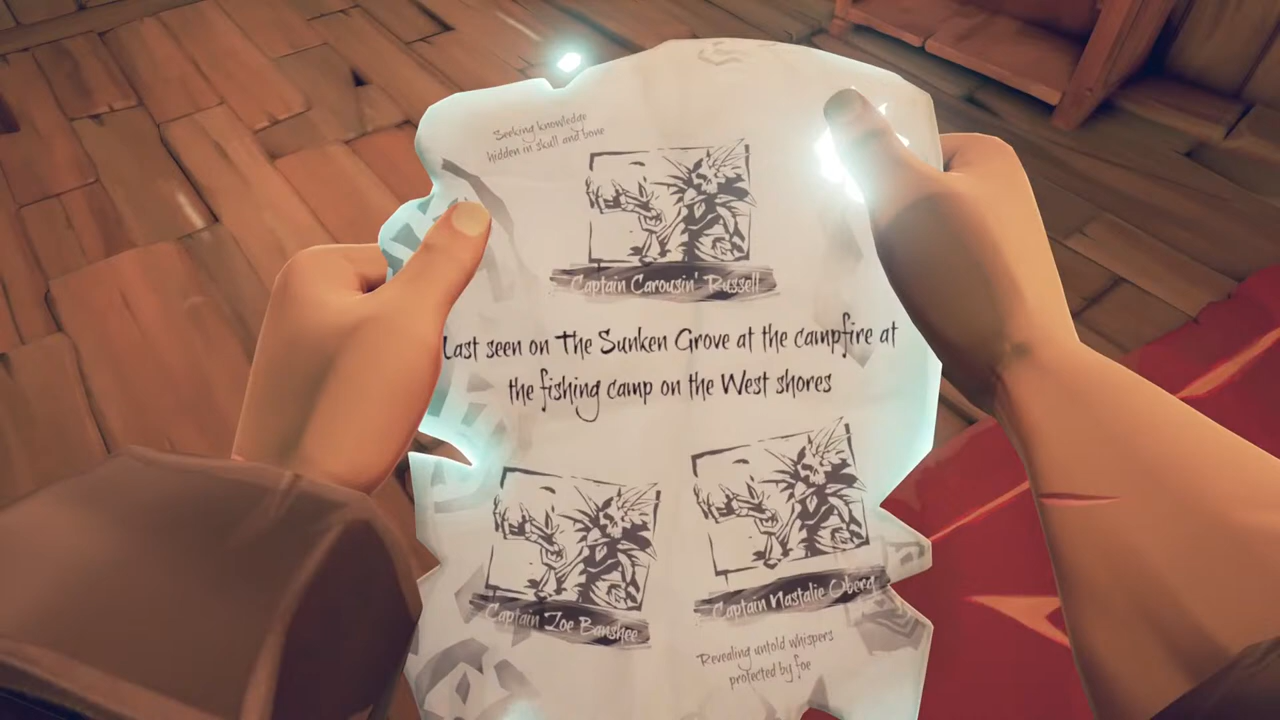 Seeking knowledge
hidden in skull and bone
Captain Carousin' Russell
Last seen on The Sunken Grove at the campfire at
the fishing camp on the West shores
Captain Zoe Banshee
Captain Nastalie Oberg
Revealing untold whispers
protected by foe